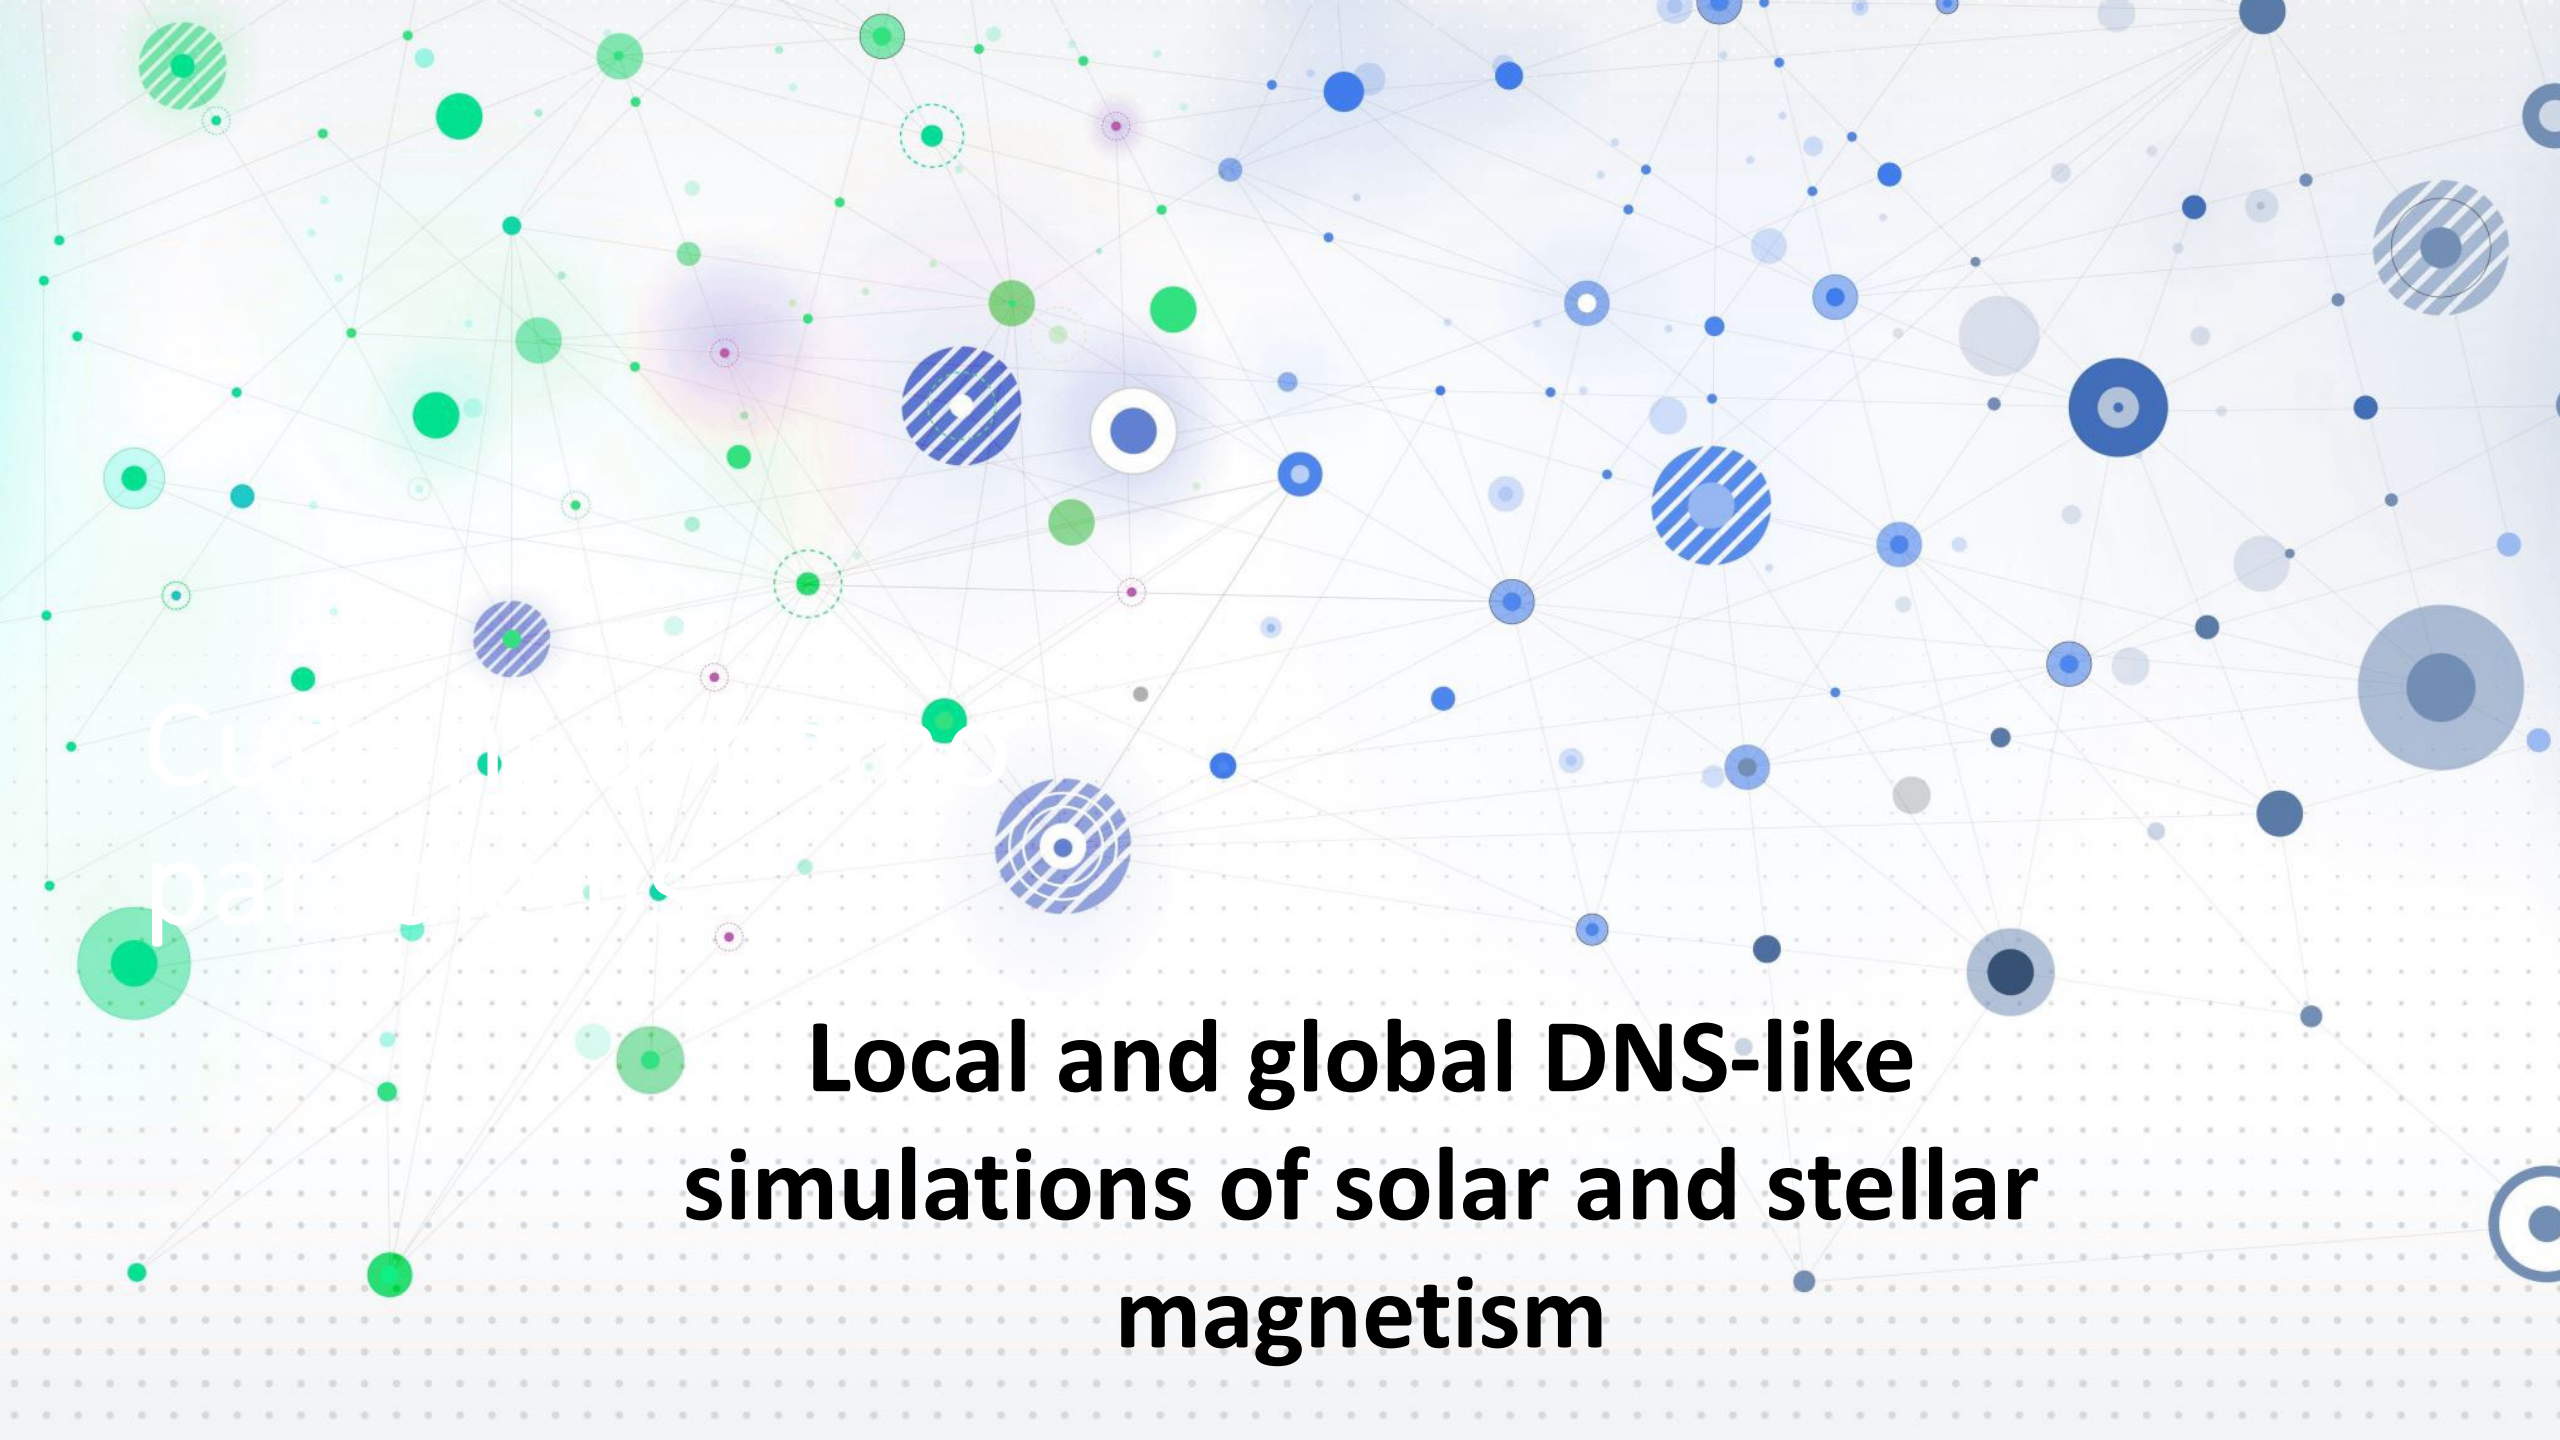 Local and global DNS-like
simulations of solar and stellar
magnetism